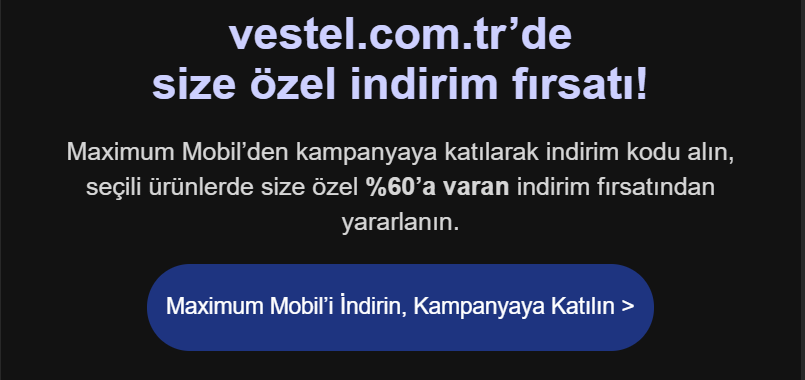 vestel.com.tr’de
size özel indirim fırsatı!
Maximum Mobil’den kampanyaya katılarak indirim kodu alın,
seçili ürünlerde size özel %60’a varan indirim fırsatından
yararlanın.
Maximum Mobil’i İndirin, Kampanyaya Katılın >